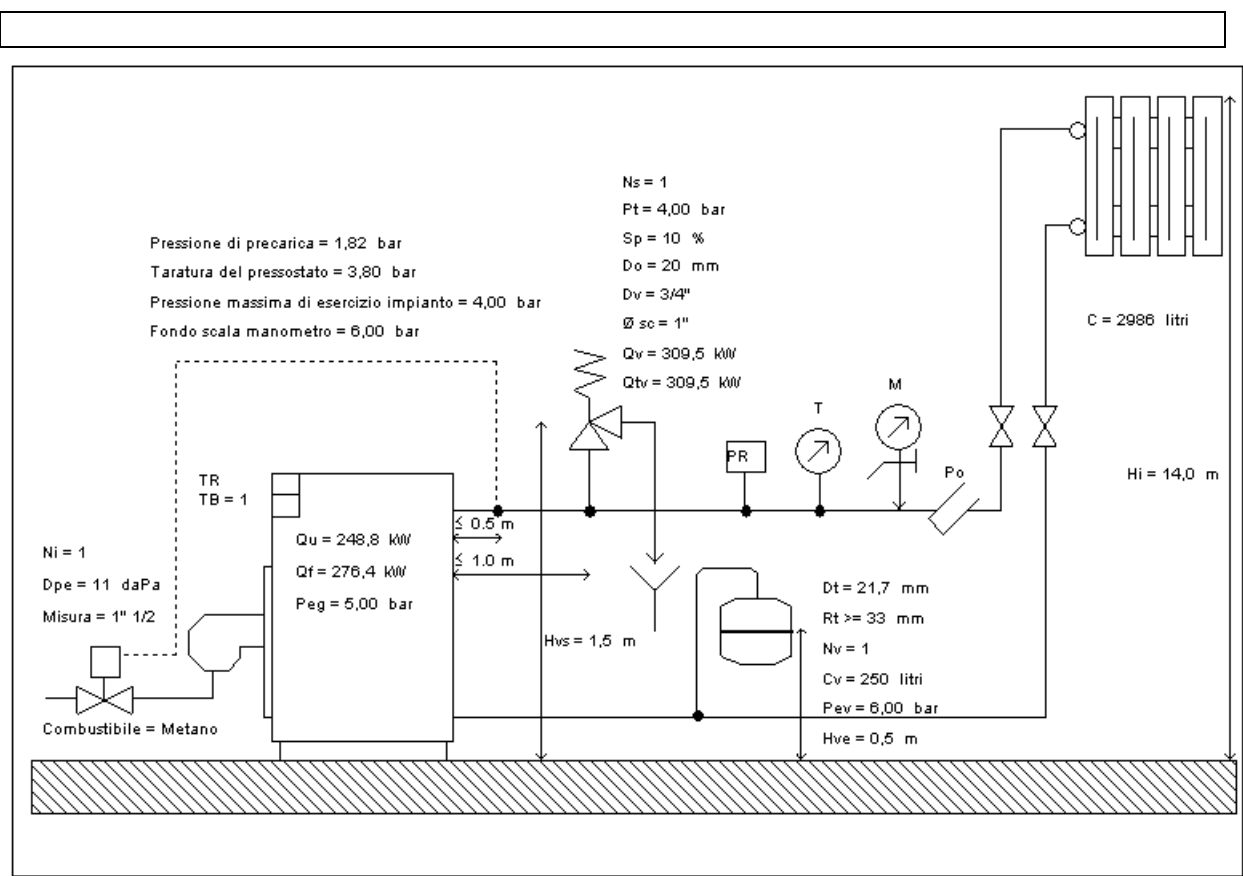 Pressione di precarica = 1,82 bar
Taratura del pressostato = 3,80 bar
Pressione massima di esercizio impianto = 4,00 bar
Fondo scala manometro = 6,00 bar
Ns = 1
Pt = 4,00 bar
Sp = 10 %
Do = 20 mm
Dv = 3/4"
Ø sc = 1"
Qv = 309,5 kW
Qtv = 309,5 kW
C = 2986 litri
M
T
PR
Po
Hi = 14,0 m
TR
TB = 1
≤ 0.5 m
≤ 1.0 m
Qu = 248,8 kW
Qf = 276,4 kW
Peg = 5,00 bar
Ni = 1
Dpe = 11 daPa
Misura = 1" 1/2
Combustibile = Metano
Hvs = 1,5 m
Dt = 21,7 mm
Rt >= 33 mm
Nv = 1
Cv = 250 litri
Pev = 6,00 bar
Hve = 0,5 m